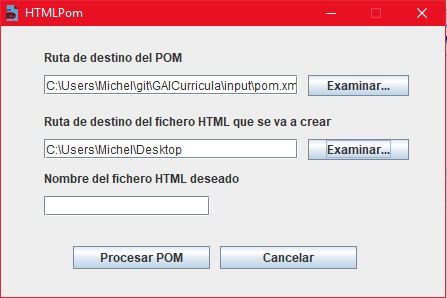 HTMLPom
Ruta de destino del POM
C:\Users\Michel\git\GAICurricula\input\pom.xm
Examinar...
Ruta de destino del fichero HTML que se va a crear
C:\Users\Michel\Desktop
Examinar...
Nombre del fichero HTML deseado
Procesar POM
Cancelar